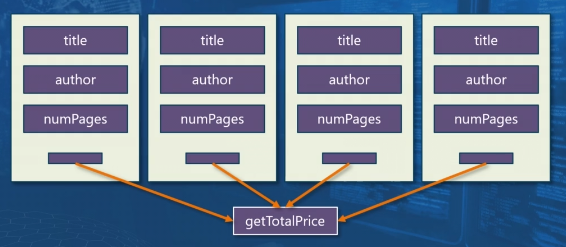 title
author
numPages
title
author
numPages
title
author
numPages
title
author
numPages
getTotalPrice